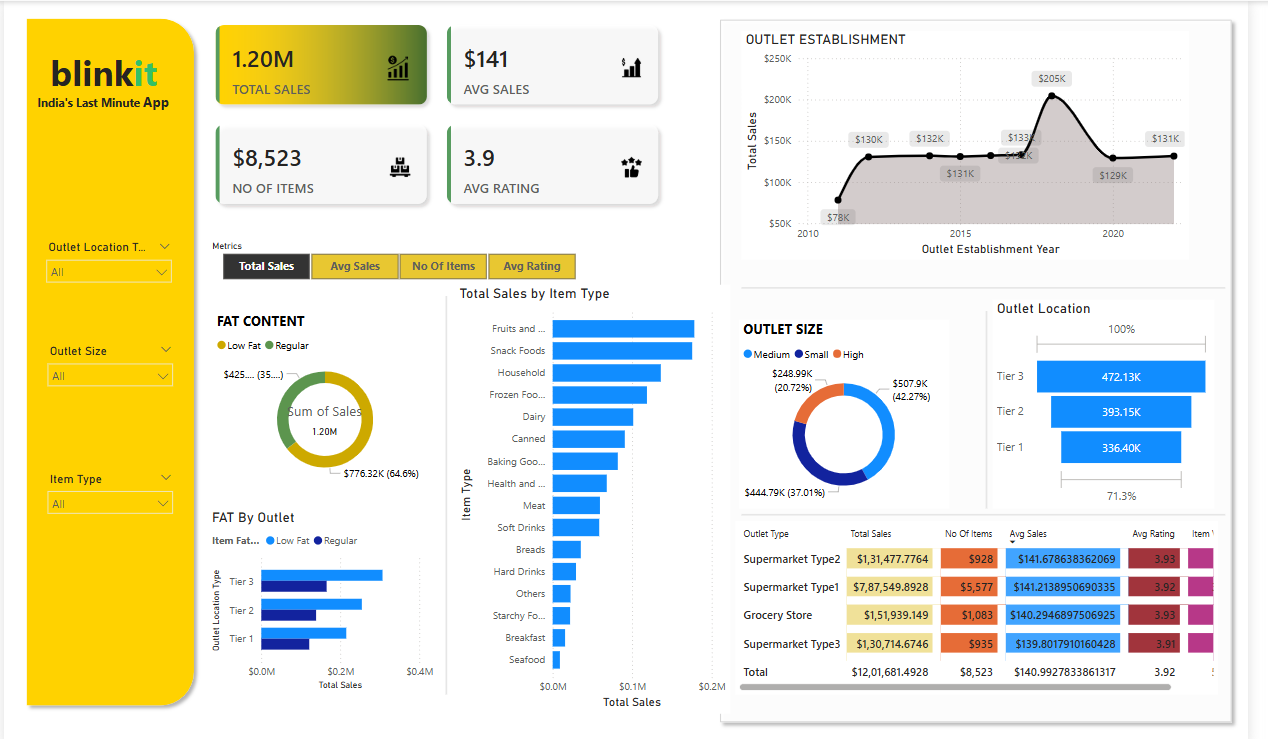 blinkit
India's Last Minute App
Outlet Location T...
All
Outlet Size
All
Item Type
All
1.20M
TOTAL SALES
$141
AVG SALES
$8,523
NO OF ITEMS
3.9
AVG RATING
Metrics
Total Sales Avg Sales No Of Items Avg Rating
FAT CONTENT
Low Fat Regular
$425.... (35....)
Sum of Sales
1.20M
$776.32K (64.6%)
FAT By Outlet
Item Fat... Low Fat Regular
Outlet Location Type
Tier 3
Tier 2
Tier 1
$0.0M $0.2M $0.4M
Total Sales
Total Sales by Item Type
Item Type
Fruits and ...
Snack Foods
Household
Frozen Foo...
Dairy
Canned
Baking Goo...
Health and ...
Meat
Soft Drinks
Breads
Hard Drinks
Others
Starchy Fo...
Breakfast
Seafood
$0.0M $0.1M $0.2M
Total Sales
OUTLET ESTABLISHMENT
Total Sales
$250K
$200K
$150K
$100K
$50K
$78K
$130K
$132K
$131K
$133K
$205K
$129K
$131K
2010 2015 2020
Outlet Establishment Year
OUTLET SIZE
Medium Small High
$248.99K
(20.72%)
$507.9K
(42.27%)
$444.79K (37.01%)
Outlet Location
100%
Tier 3 472.13K
Tier 2 393.15K
Tier 1 336.40K
71.3%
Outlet Type Total Sales No Of Items Avg Sales Avg Rating Item
Supermarket Type2 $1,31,477.7764 $928 $141.678638362069 3.93
Supermarket Type1 $7,87,549.8928 $5,577 $141.2138950690335 3.92
Grocery Store $1,51,939.149 $1,083 $140.2946897506925 3.93
Supermarket Type3 $1,30,714.6746 $935 $139.8017910160428 3.91
Total $12,01,681.4928 $8,523 $140.9927833861317 3.92